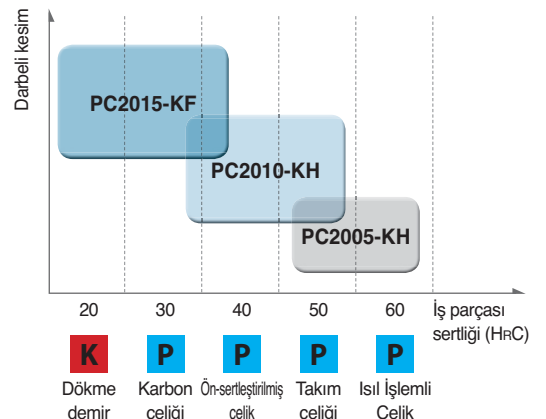 Darbeli kesim
PC2015-KF
PC2010-KH
PC2005-KH
20 30 40 50 60 İş parçası
sertliği (HRC)
K P P P P
Dökme Karbon Ön-sertleştirilmiş Takım Isıl İşlemli
demir çeliği çelik çeliği Çelik